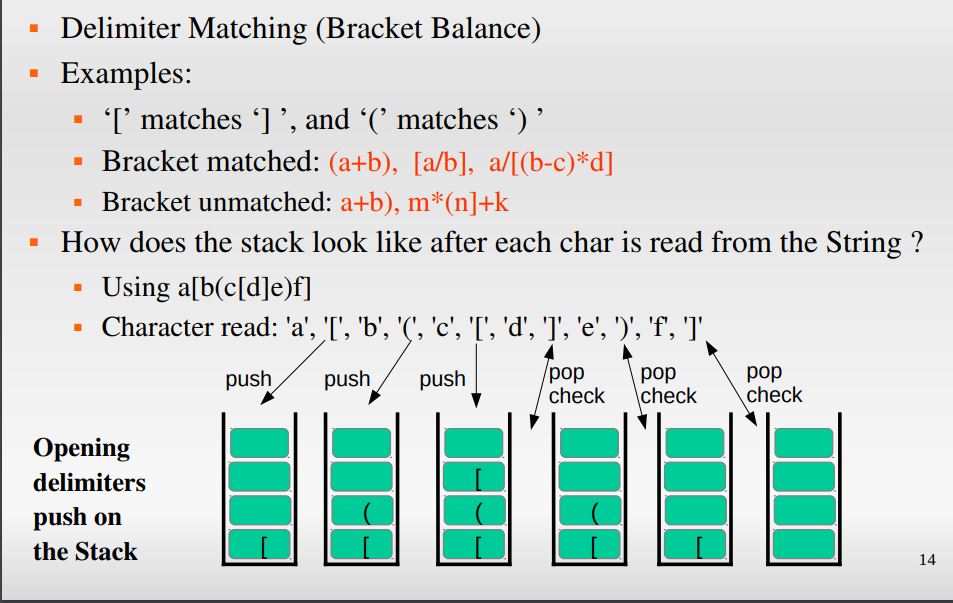 Delimiter Matching (Bracket Balance)
Examples:
‘[’ matches ‘] ’, and ‘(’ matches ‘) ’
Bracket matched: (a+b), [a/b], a/[(b-c)*d]
Bracket unmatched: a+b), m*(n]+k
How does the stack look like after each char is read from the String ?
Using a[b(c[d]e)f]
Character read: 'a', '[', 'b', '(', 'c', '[', 'd', ']', 'e', ')', 'f', ']'
push push push pop pop pop
check check check
Opening
delimiters
push on
the Stack
[
( ( (
[ [ [ [ [
14